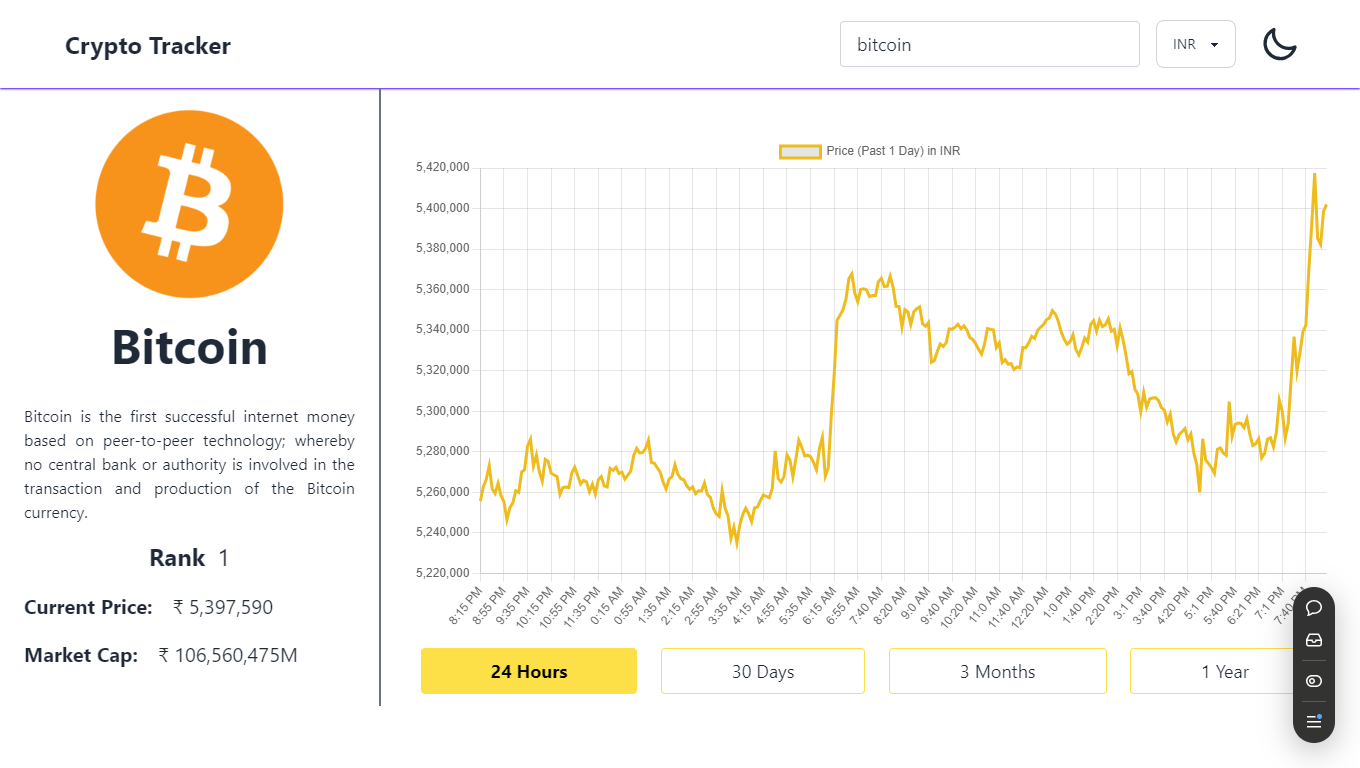 Crypto Tracker
bitcoin
INR
Bitcoin
Bitcoin is the first successful internet money
based on peer-to-peer technology; whereby
no central bank or authority is involved in the
transaction and production of the Bitcoin
currency.
Rank 1
Current Price: ₹ 5,397,590
Market Cap: ₹ 106,560,475M
Price (Past 1 Day) in INR
5,420,000
5,400,000
5,380,000
5,360,000
5,340,000
5,320,000
5,300,000
5,280,000
5,260,000
5,240,000
5,220,000
8:15 PM
8:55 PM
9:35 PM
10:15 PM
10:55 PM
11:35 PM
0:15 AM
0:55 AM
1:35 AM
2:15 AM
2:55 AM
3:35 AM
4:15 AM
4:55 AM
5:35 AM
6:15 AM
6:55 AM
7:40 AM
8:20 AM
9:0 AM
9:40 AM
10:20 AM
11:0 AM
11:40 AM
12:20 AM
1:0 PM
1:40 PM
2:20 PM
3:1 PM
3:40 PM
4:20 PM
5:1 PM
5:40 PM
6:21 PM
7:1 PM
7:40 PM
24 Hours
30 Days
3 Months
1 Year